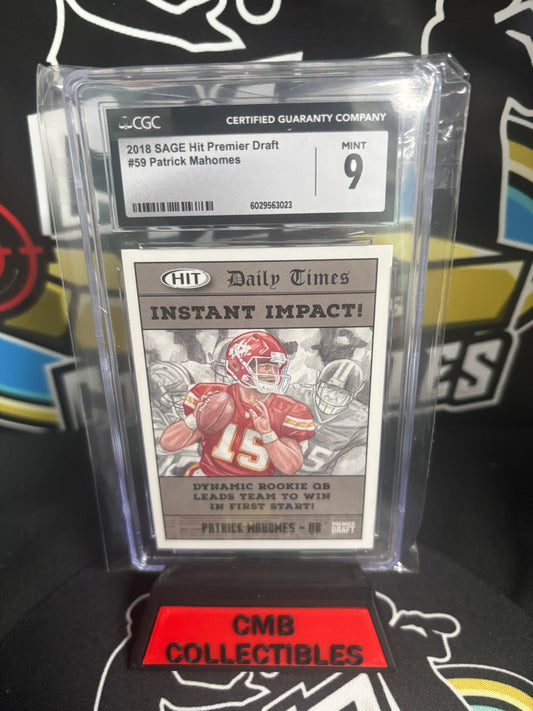 CGC
CERTIFIED GUARANTY COMPANY
2018 SAGE Hit Premier Draft
#59 Patrick Mahomes
MINT
9
6029563023
HIT
Daily Times
INSTANT IMPACT!
15
DYNAMIC ROOKIE QB
LEADS TEAM TO WIN
IN FIRST START!
PATRICK MAHOMES - QB
PREMIER
DRAFT
CMB
COLLECTIBLES